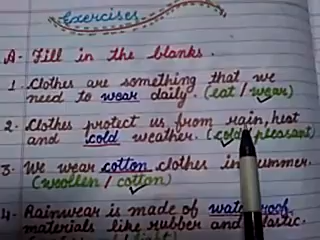 Exercises
A- Fill in the blanks.
1. Clothes are something that we
need to wear daily. (eat / wear)
2- Clothes protect us from rain, heat
and cold weather. (cold / pleasant)
3- We wear cotton clothes in summer.
(woollen / cotton)
4- Rainwear is made of waterproof
materials like rubber and plastic.